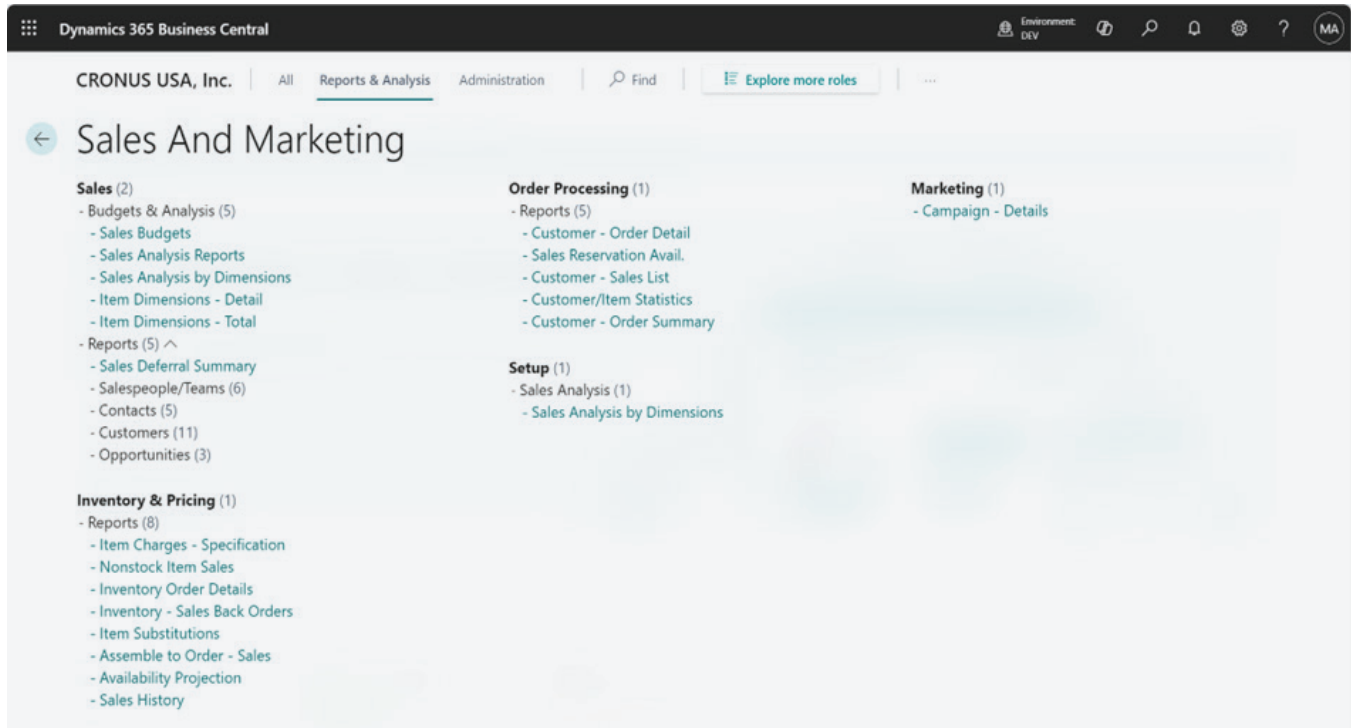 Dynamics 365 Business Central
Environment:
DEV
?
MA
CRONUS USA, Inc.
All
Reports & Analysis
Administration
Find
Explore more roles
...
Sales And Marketing
Sales (2)
- Budgets & Analysis (5)
- Sales Budgets
- Sales Analysis Reports
- Sales Analysis by Dimensions
- Item Dimensions - Detail
- Item Dimensions - Total
- Reports (5)
- Sales Deferral Summary
- Salespeople/Teams (6)
- Contacts (5)
- Customers (11)
- Opportunities (3)
Inventory & Pricing (1)
- Reports (8)
- Item Charges - Specification
- Nonstock Item Sales
- Inventory Order Details
- Inventory - Sales Back Orders
- Item Substitutions
- Assemble to Order - Sales
- Availability Projection
- Sales History
Order Processing (1)
- Reports (5)
- Customer - Order Detail
- Sales Reservation Avail.
- Customer - Sales List
- Customer/Item Statistics
- Customer - Order Summary
Setup (1)
- Sales Analysis (1)
- Sales Analysis by Dimensions
Marketing (1)
- Campaign - Details